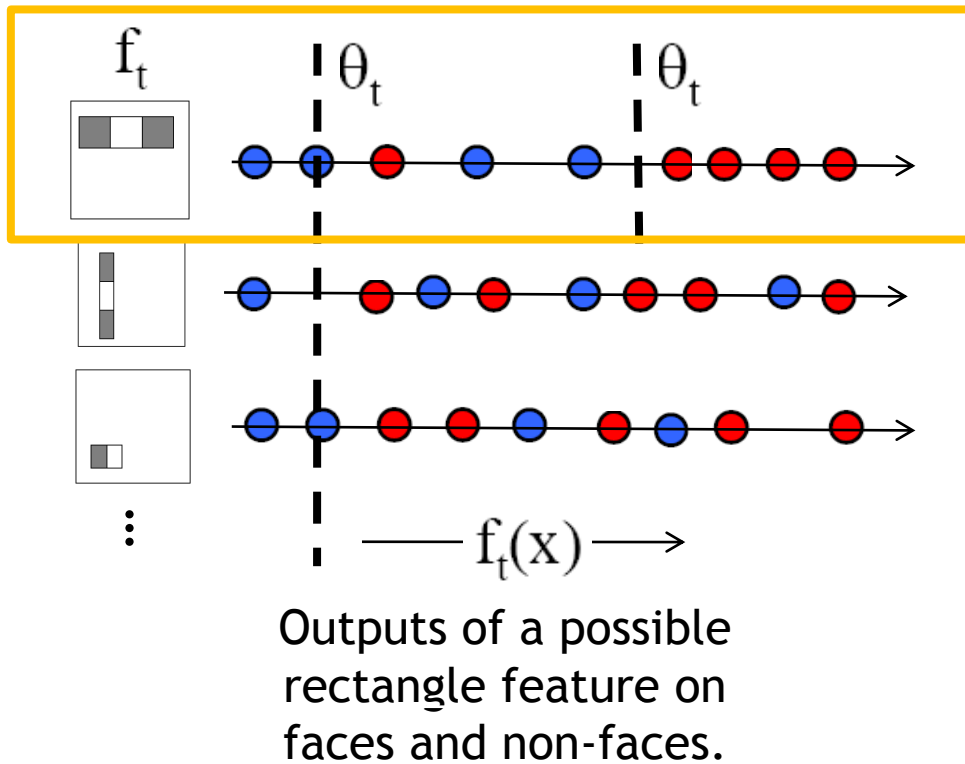 f_t θ_t θ_t
f_t(x)
Outputs of a possible
rectangle feature on
faces and non-faces.